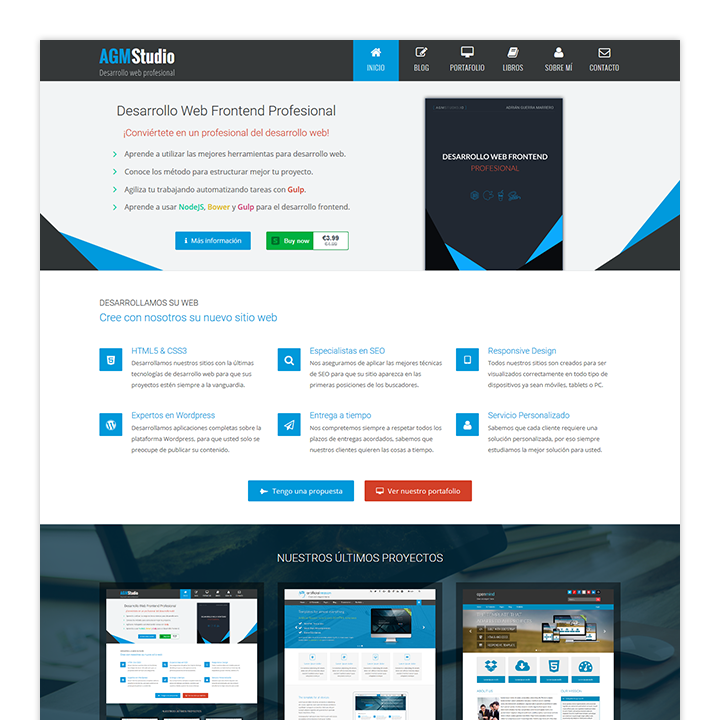 AGMStudio
Desarrollo web profesional
INICIO
BLOG
PORTAFOLIO
LIBROS
SOBRE MÍ
CONTACTO
Desarrollo Web Frontend Profesional
¡Conviértete en un profesional del desarrollo web!
Aprende a utilizar las mejores herramientas para desarrollo web.
Conoce los método para estructurar mejor tu proyecto.
Agiliza tu trabajando automatizando tareas con Gulp.
Aprende a usar NodeJS, Bower y Gulp para el desarrollo frontend.
Más información
Buy now
€3.99
DESARROLLO WEB FRONTEND
PROFESIONAL
DESARROLLAMOS SU WEB
Cree con nosotros su nuevo sitio web
HTML5 & CSS3
Desarrollamos nuestros sitios con la últimas
tecnologías de desarrollo web para que sus
proyectos estén siempre a la vanguardia.
Especialistas en SEO
Nos aseguramos de aplicar las mejores técnicas
de SEO para que su sitio aparezca en las
primeras posiciones de los buscadores.
Responsive Design
Todos nuestros sitios son creados para ser
visualizados correctamente en todo tipo de
dispositivos ya sean móviles, tablets o PC.
Expertos en Wordpress
Desarrollamos aplicaciones completas sobre la
plataforma Wordpress, para que usted solo se
preocupe de publicar su contenido.
Entrega a tiempo
Nos compretemos siempre a respetar todos los
plazos de entregas acordados, sabemos que
nuestros clientes quieren las cosas a tiempo.
Servicio Personalizado
Sabemos que cada cliente requiere una
solución personalizada, por eso siempre
estudiamos la mejor solución para usted.
Tengo una propuesta
Ver nuestro portafolio
NUESTROS ÚLTIMOS PROYECTOS
AGMStudio
Desarrollo Web Frontend Profesional